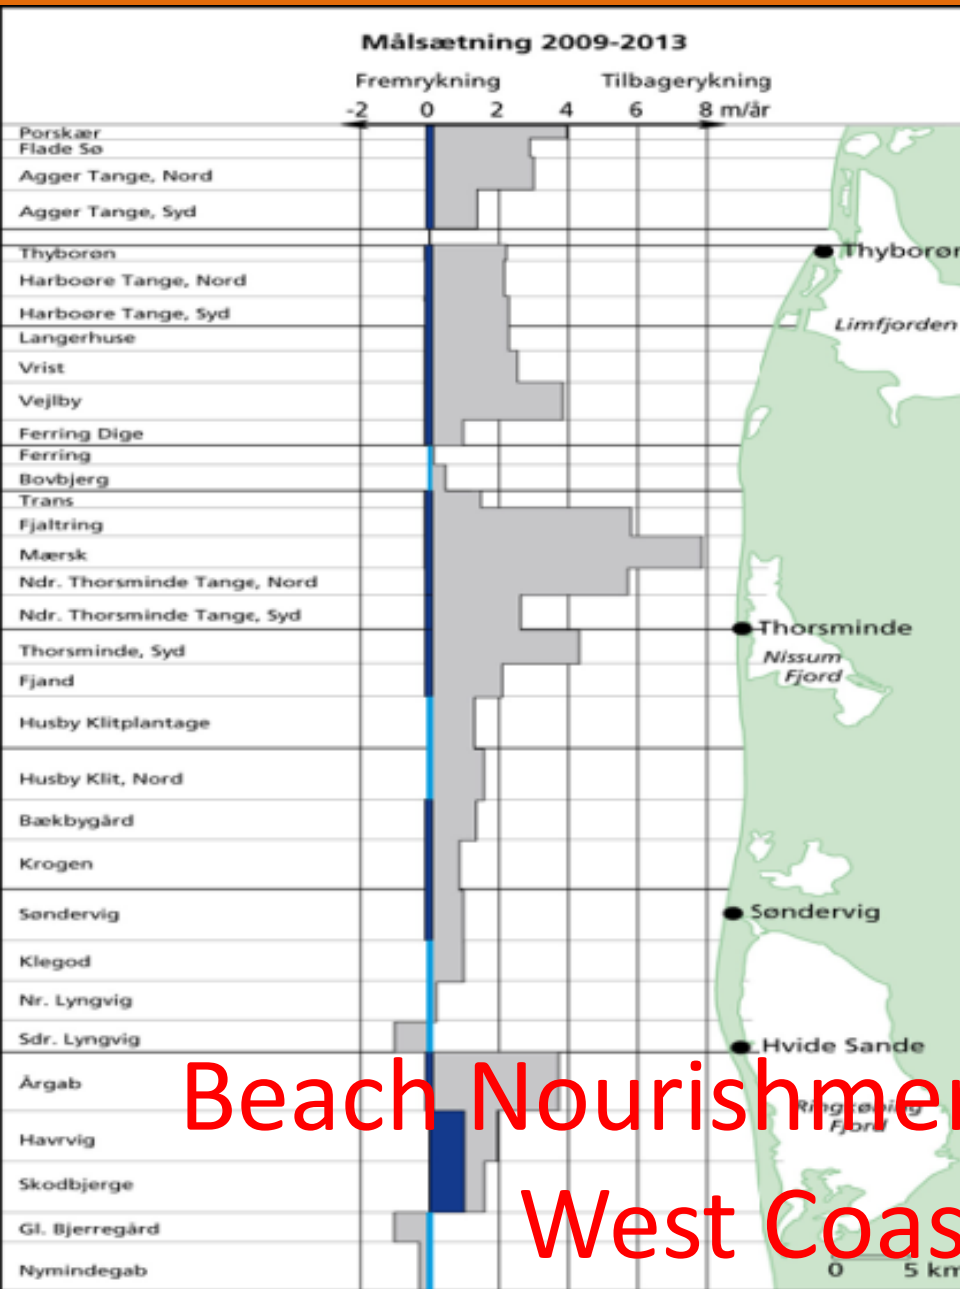 Målsætning 2009-2013
Fremrykning Tilbagerykning
-2 0 2 4 6 8 m/år
Porskær
Flade Sø
Agger Tange, Nord
Agger Tange, Syd
Thyborøn
Harboøre Tange, Nord
Harboøre Tange, Syd
Langerhuse
Vrist
Vejlby
Ferring Dige
Ferring
Bovbjerg
Trans
Fjaltring
Mærsk
Ndr. Thorsminde Tange, Nord
Ndr. Thorsminde Tange, Syd
Thorsminde, Syd
Fjand
Husby Klitplantage
Husby Klit, Nord
Bækbygård
Krogen
Søndervig
Klegod
Nr. Lyngvig
Sdr. Lyngvig
Årgab
Havrvig
Skodbjerge
Gl. Bjerregård
Nymindegab
Thyborøn
Limfjorden
Thorsminde
Nissum
Fjord
Søndervig
Hvide Sande
Ringkøbing
Fjord
0 5 km
Beach Nourishmen
West Coas